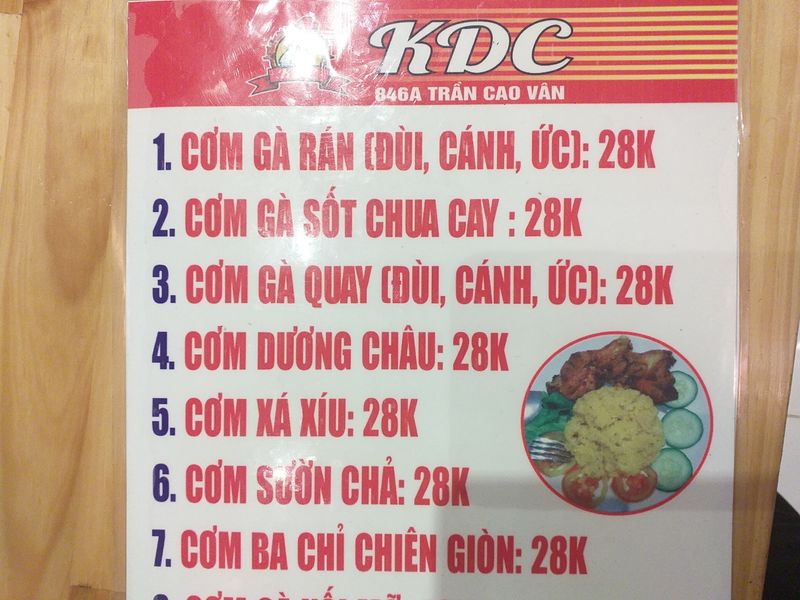 KDC
846A TRẦN CAO VÂN
1. CƠM GÀ RÁN (ĐÙI, CÁNH, ỨC): 28K
2. CƠM GÀ SỐT CHUA CAY : 28K
3. CƠM GÀ QUAY (ĐÙI, CÁNH, ỨC): 28K
4. CƠM DƯƠNG CHÂU: 28K
5. CƠM XÁ XÍU: 28K
6. CƠM SƯỜN CHẢ: 28K
7. CƠM BA CHỈ CHIÊN GIÒN: 28K